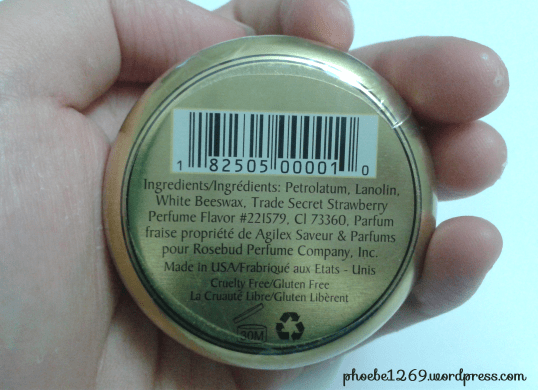 1 82505 00001 0
Ingredients/Ingrédients: Petrolatum, Lanolin,
White Beeswax, Trade Secret Strawberry
Perfume Flavor #221579, CI 73360, Parfum
fraise propriété de Agilex Saveur & Parfums
pour Rosebud Perfume Company, Inc.
Made in USA/Frabriqué aux Etats - Unis
Cruelty Free/Gluten Free
La Cruauté Libre/Gluten Libèrent
30M
phoebe1269.wordpress.com